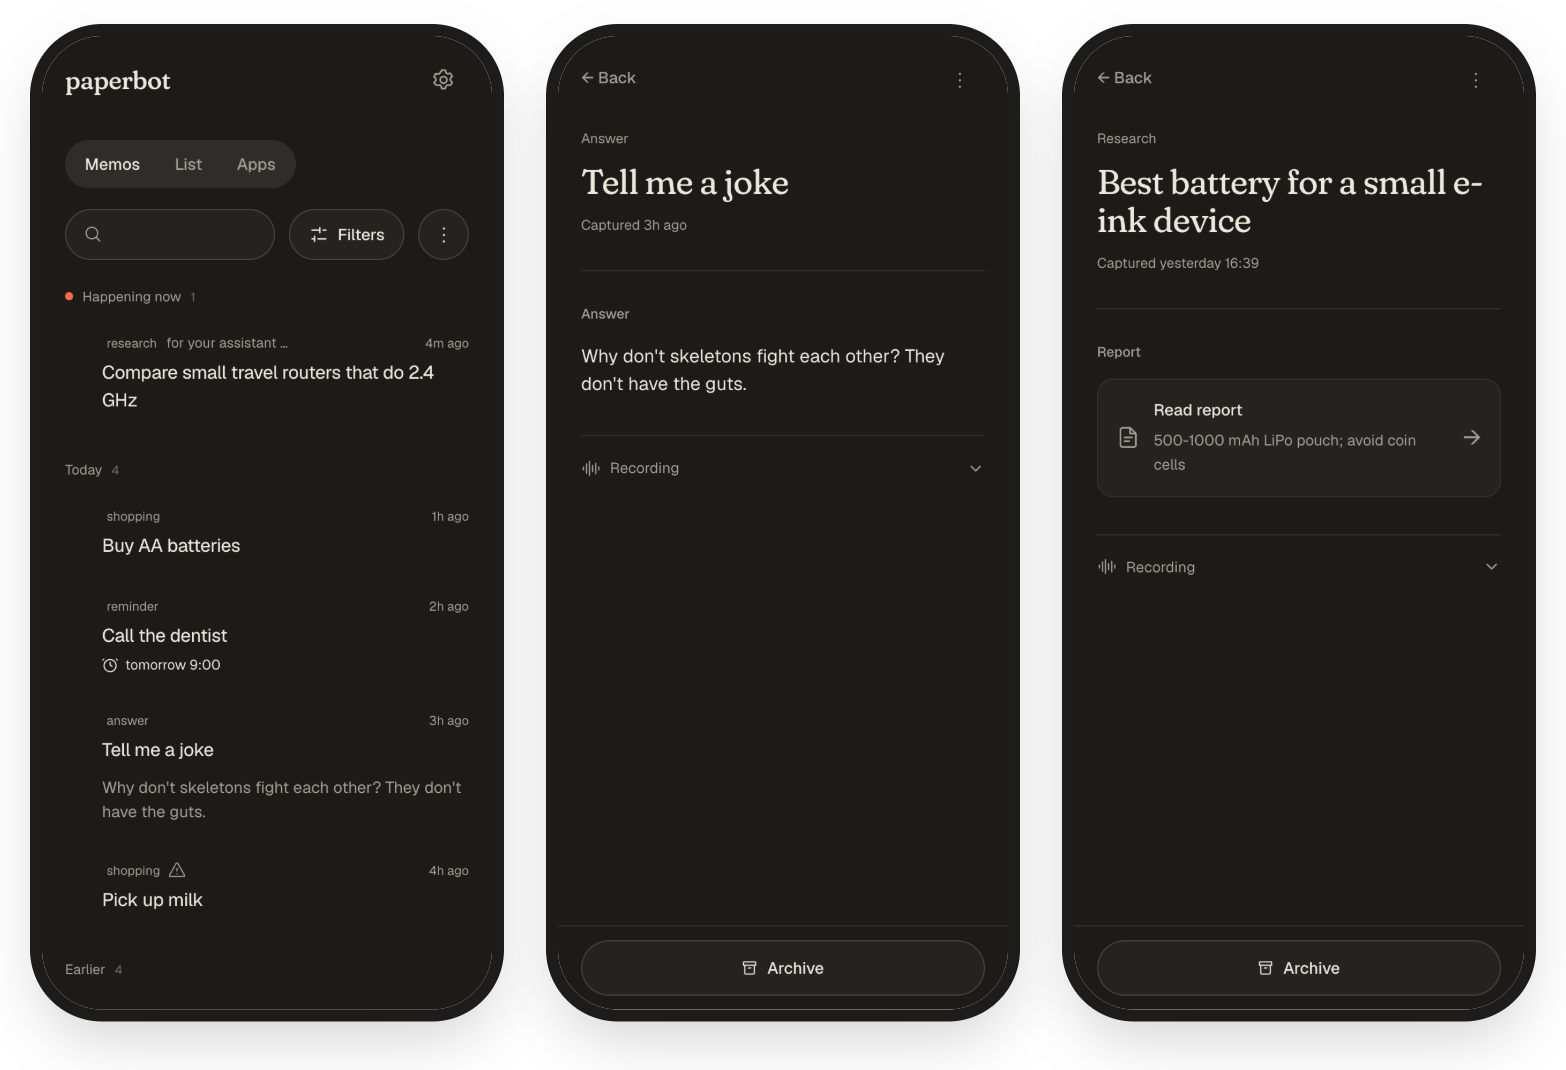 paperbot
Memos List Apps
Filters
Happening now 1
research for your assistant ... 4m ago
Compare small travel routers that do 2.4
GHz
Today 4
shopping 1h ago
Buy AA batteries
reminder 2h ago
Call the dentist
tomorrow 9:00
answer 3h ago
Tell me a joke
Why don't skeletons fight each other? They don't
have the guts.
shopping 4h ago
Pick up milk
Earlier 4
Back
Answer
Tell me a joke
Captured 3h ago
Answer
Why don't skeletons fight each other? They
don't have the guts.
Recording
Archive
Back
Research
Best battery for a small e-
ink device
Captured yesterday 16:39
Report
Read report
500-1000 mAh LiPo pouch; avoid coin
cells
Recording
Archive